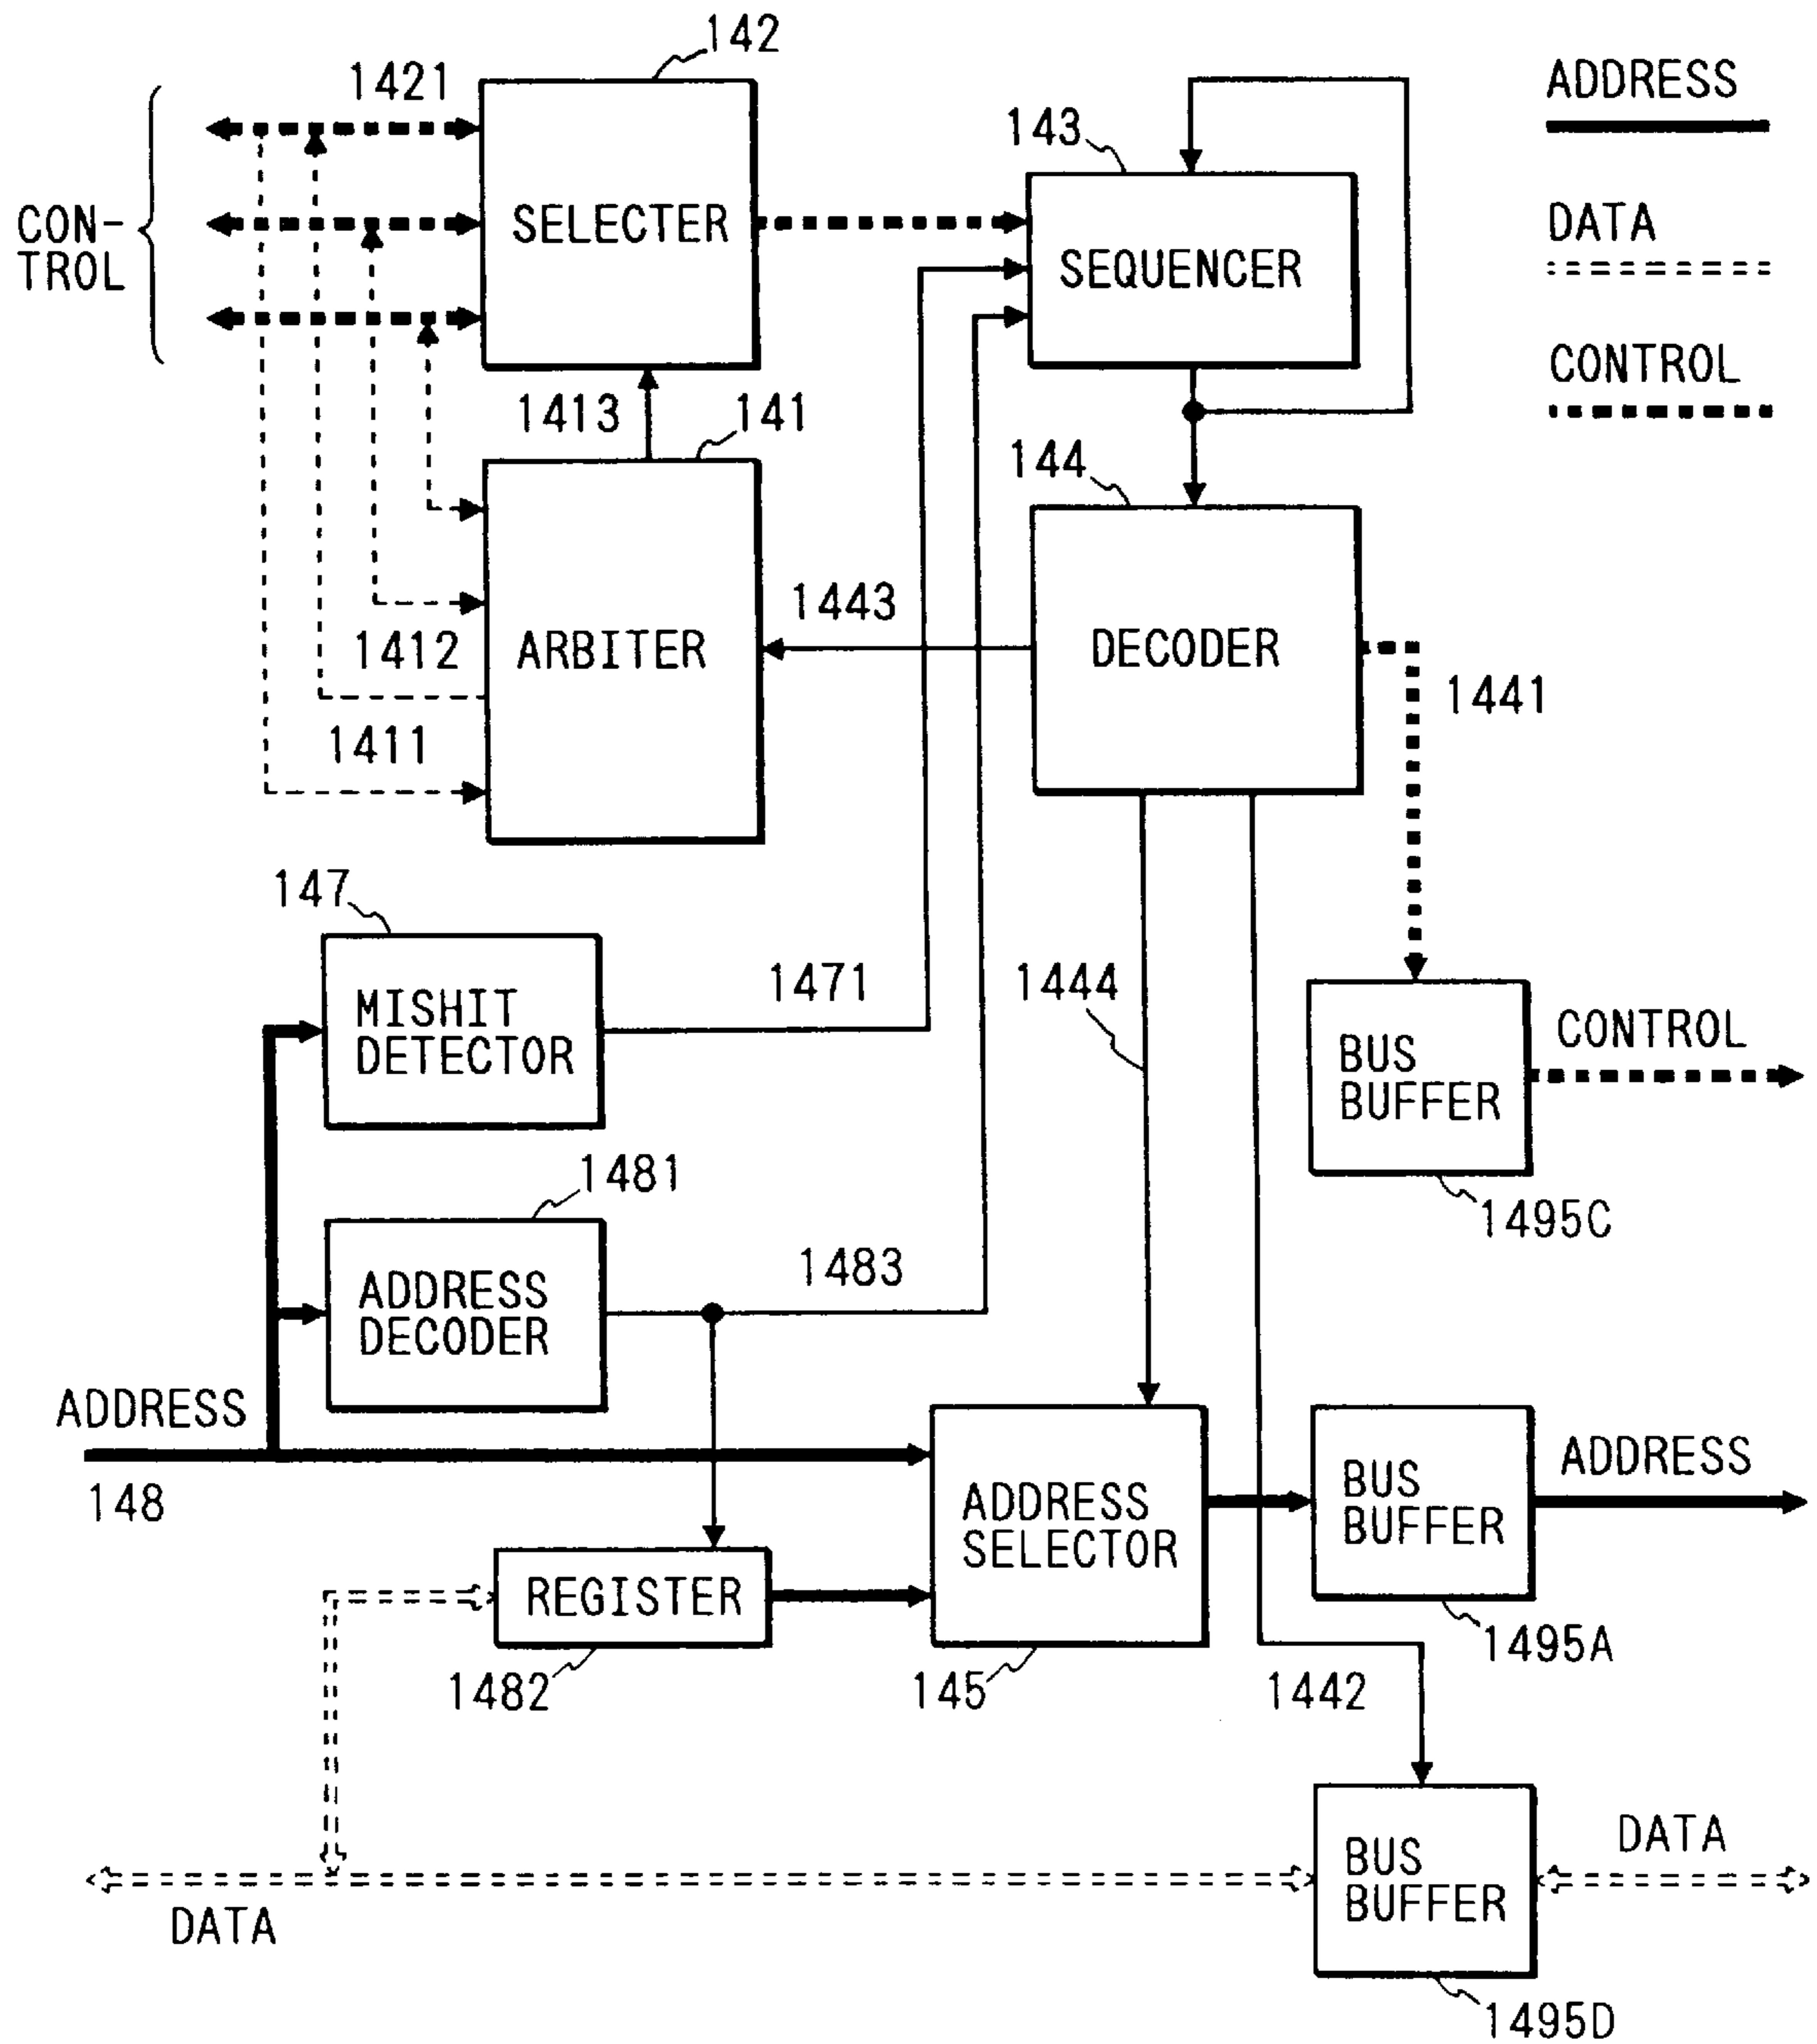 142
1421
ADDRESS
143
DATA
CON-
TROL
SELECTER
SEQUENCER
CONTROL
1413
141
144
1443
1412
ARBITER
DECODER
1441
1411
147
1471
1444
MISHIT
DETECTOR
CONTROL
BUS
BUFFER
1481
1495C
1483
ADDRESS
DECODER
ADDRESS
148
ADDRESS
SELECTOR
BUS
BUFFER
ADDRESS
REGISTER
1482
145
1442
1495A
DATA
BUS
BUFFER
DATA
1495D